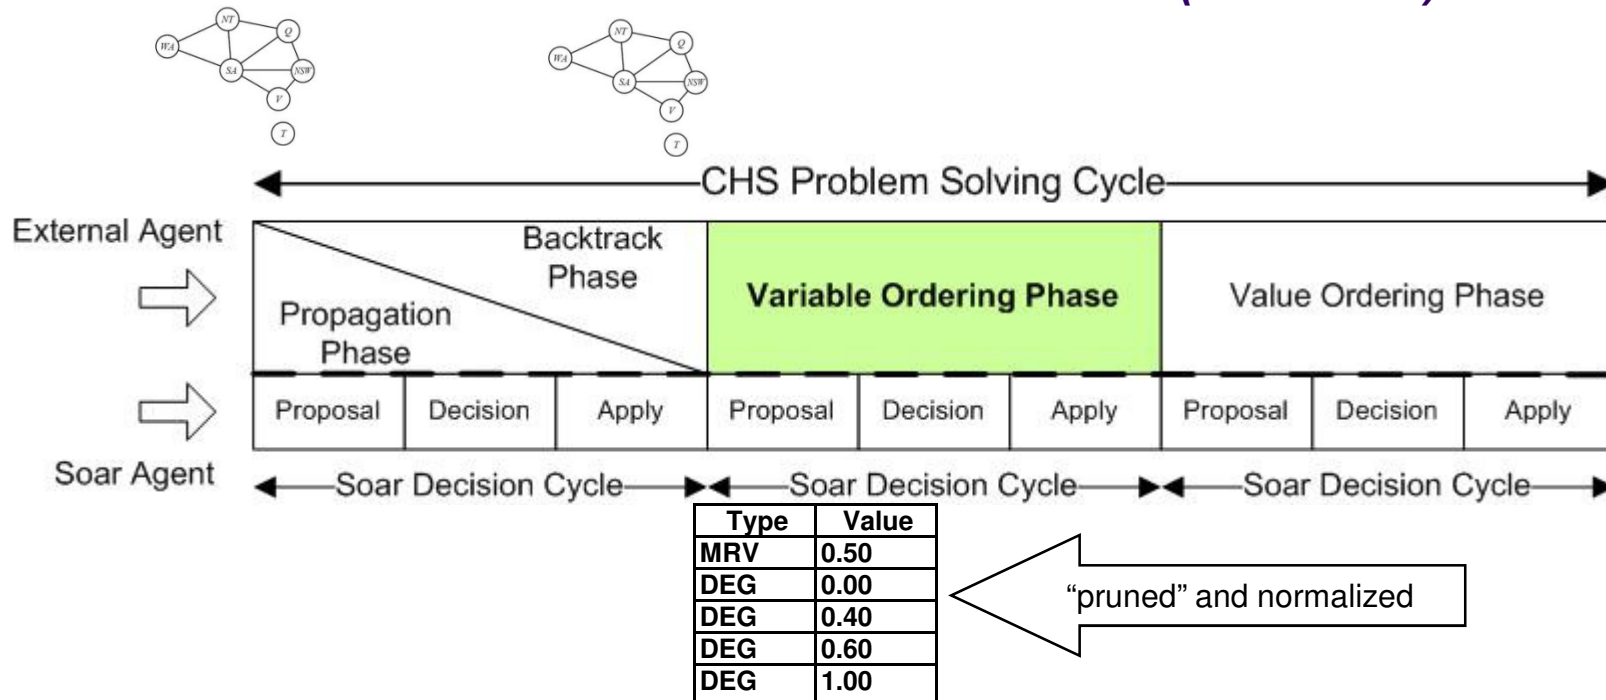 NT
Q
WA
SA
NSW
V
T
NT
Q
WA
SA
NSW
V
T
CHS Problem Solving Cycle
External Agent
Backtrack
Phase
Propagation
Phase
Variable Ordering Phase
Value Ordering Phase
Proposal Decision Apply Proposal Decision Apply Proposal Decision Apply
Soar Agent
Soar Decision Cycle Soar Decision Cycle Soar Decision Cycle
Type Value
MRV 0.50
DEG 0.00
DEG 0.40
DEG 0.60
DEG 1.00
“pruned” and normalized